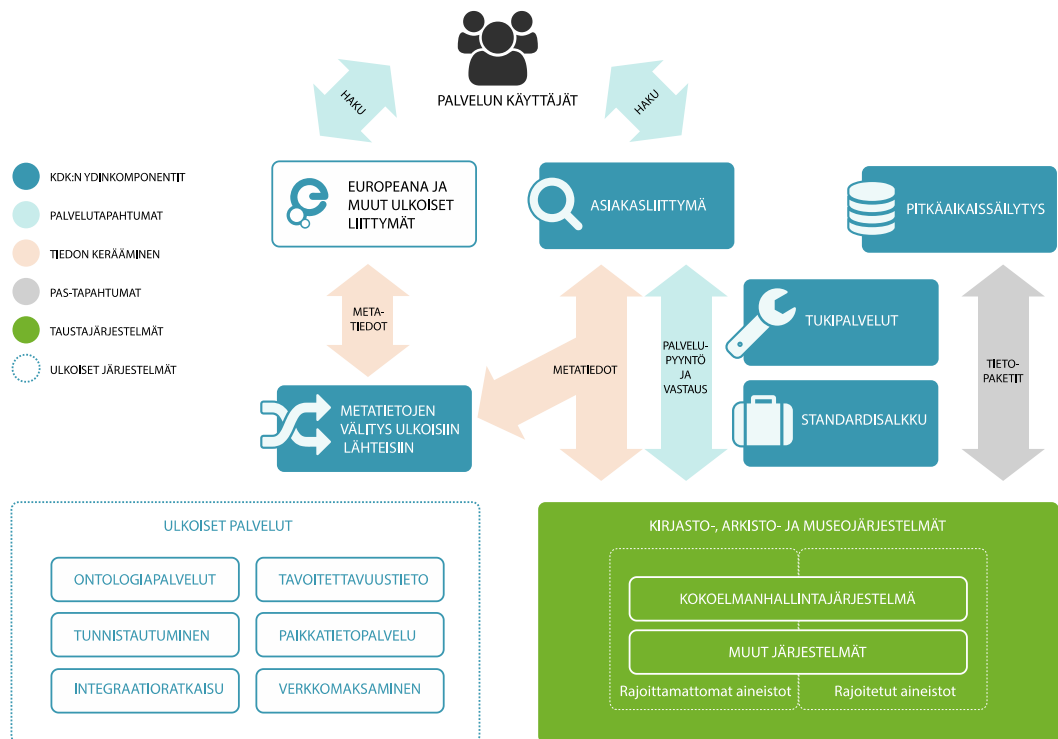 HAKU
HAKU
PALVELUN KÄYTTÄJÄT
KDK:N YDINKOMPONENTIT
PALVELUTAPAHTUMAT
TIEDON KERÄÄMINEN
PAS-TAPAHTUMAT
TAUSTAJÄRJESTELMÄT
ULKOISET JÄRJESTELMÄT
EUROPEANA JA
MUUT ULKOISET
LIITTYMÄT
ASIAKASLIITTYMÄ
PITKÄAIKAISSÄILYTYS
META-
TIEDOT
METATIEDOT
PALVELU-
PYYNTÖ
JA
VASTAUS
TUKIPALVELUT
TIETO-
PAKETIT
METATIETOJEN
VÄLITYS ULKOISIIN
LÄHTEISIIN
STANDARDISALKKU
ULKOISET PALVELUT
ONTOLOGIAPALVELUT
TAVOITETTAVUUSTIETO
TUNNISTAUTUMINEN
PAIKKATIETOPALVELU
INTEGRAATIORATKAISU
VERKKOMAKSAMINEN
KIRJASTO-, ARKISTO- JA MUSEOJÄRJESTELMÄT
KOKOELMANHALLINTAJÄRJESTELMÄ
MUUT JÄRJESTELMÄT
Rajoittamattomat aineistot
Rajoitetut aineistot